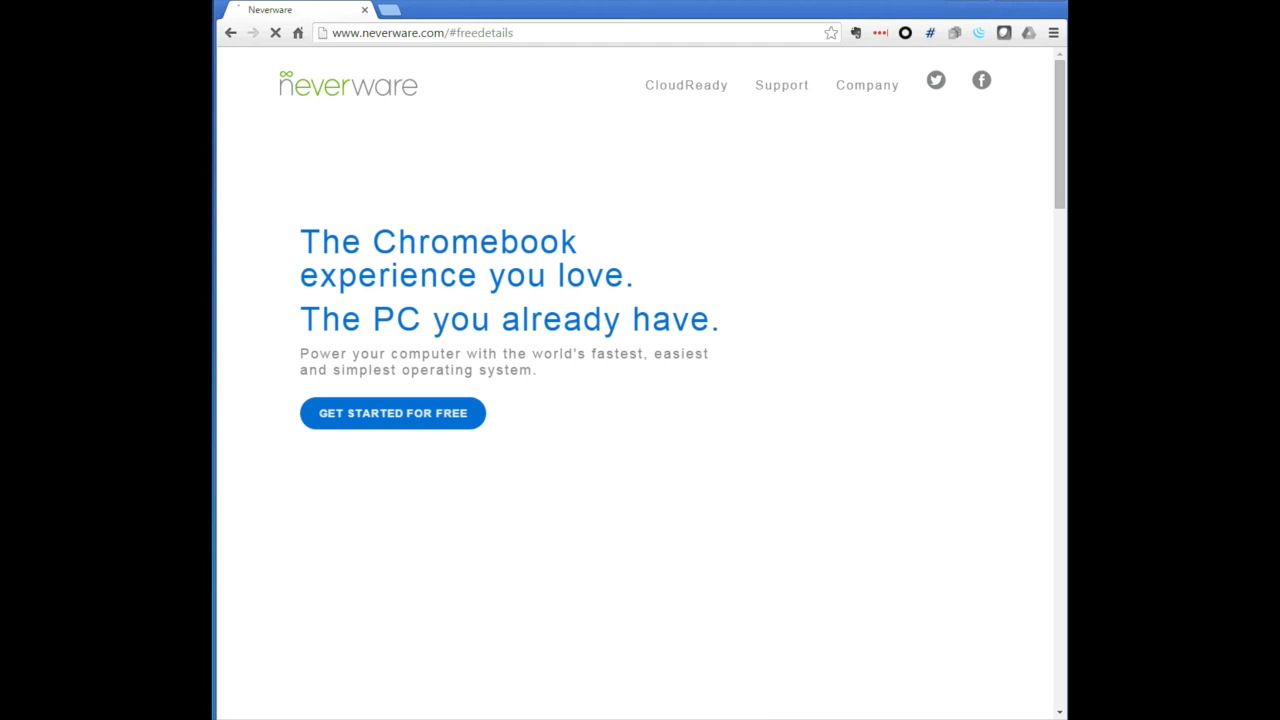 Neverware
www.neverware.com/#freedetails
neverware
CloudReady Support Company
The Chromebook
experience you love.
The PC you already have.
Power your computer with the world's fastest, easiest
and simplest operating system.
GET STARTED FOR FREE